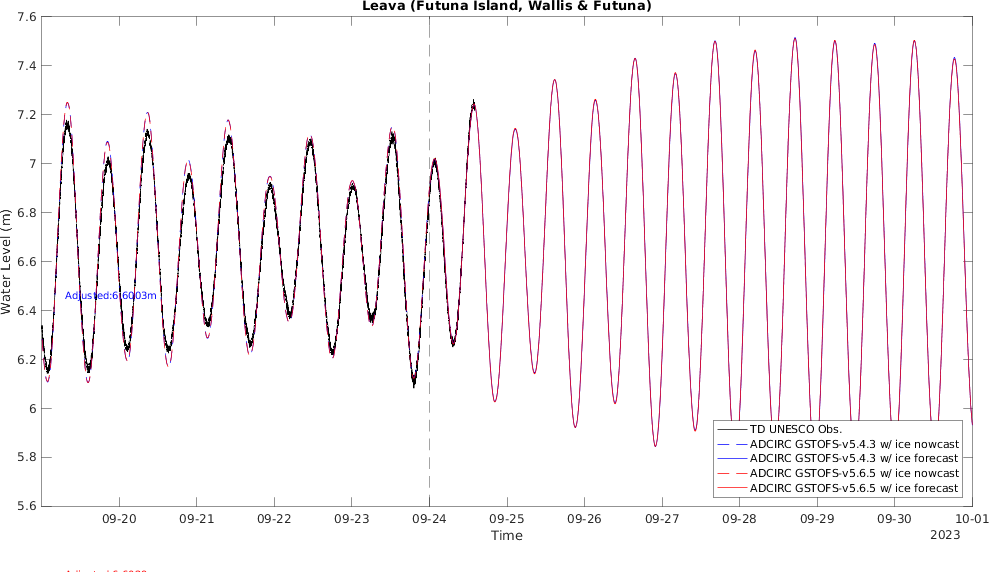 Leava (Futuna Island, Wallis & Futuna)
7.6
7.4
7.2
7
6.8
6.6
6.4
6.2
6
5.8
5.6
Water Level (m)
Adjusted:6.6003m
TD UNESCO Obs.
ADCIRC GSTOFS-v5.4.3 w/ ice nowcast
ADCIRC GSTOFS-v5.4.3 w/ ice forecast
ADCIRC GSTOFS-v5.6.5 w/ ice nowcast
ADCIRC GSTOFS-v5.6.5 w/ ice forecast
09-20 09-21 09-22 09-23 09-24 09-25 09-26 09-27 09-28 09-29 09-30 10-01
Time
2023